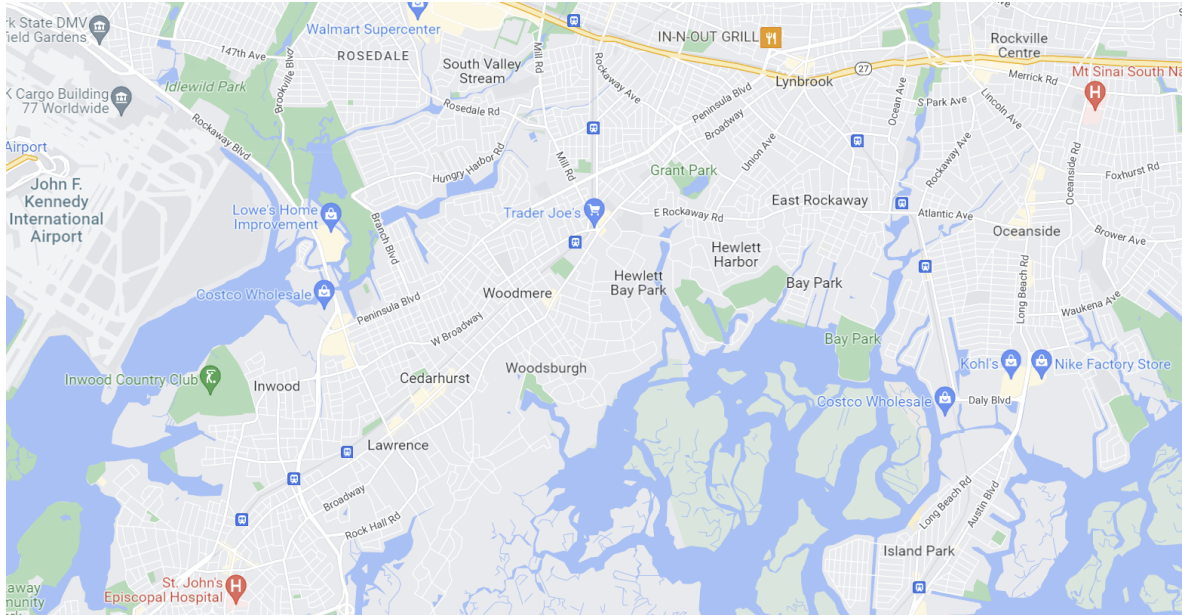 rk State DMV
field Gardens
Walmart Supercenter
147th Ave
ROSEDALE
IN-N-OUT GRILL
Rockville
Centre
Mill Rd
South Valley
Stream
Rockaway Ave
27
Merrick Rd
Mt Sinai South Na
Lynbrook
Idlewild Park
Brookville Blvd
K Cargo Building
77 Worldwide
Rosedale Rd
Peninsula Blvd
Broadway
Ocean Ave
S Park Ave
Lincoln Ave
H
Rockaway Blvd
Airport
Union Ave
Rockaway Ave
Oceanside Rd
Mill Rd
Hungry Harbor Rd
Grant Park
Foxhurst Rd
John F.
Kennedy
International
Airport
Lowe's Home
Improvement
Branch Blvd
Trader Joe's
E Rockaway Rd
East Rockaway
Atlantic Ave
Oceanside
Brower Ave
Hewlett
Harbor
Hewlett
Bay Park
Bay Park
Long Beach Rd
Costco Wholesale
Peninsula Blvd
Woodmere
Waukena Ave
W Broadway
Bay Park
Woodsburgh
Kohl's
Nike Factory Store
Inwood Country Club
Inwood
Cedarhurst
Costco Wholesale
Daly Blvd
Lawrence
Broadway
Long Beach Rd
Austin Blvd
Rock Hall Rd
Island Park
St. John's
Episcopal Hospital
H
away
mmunity
rk